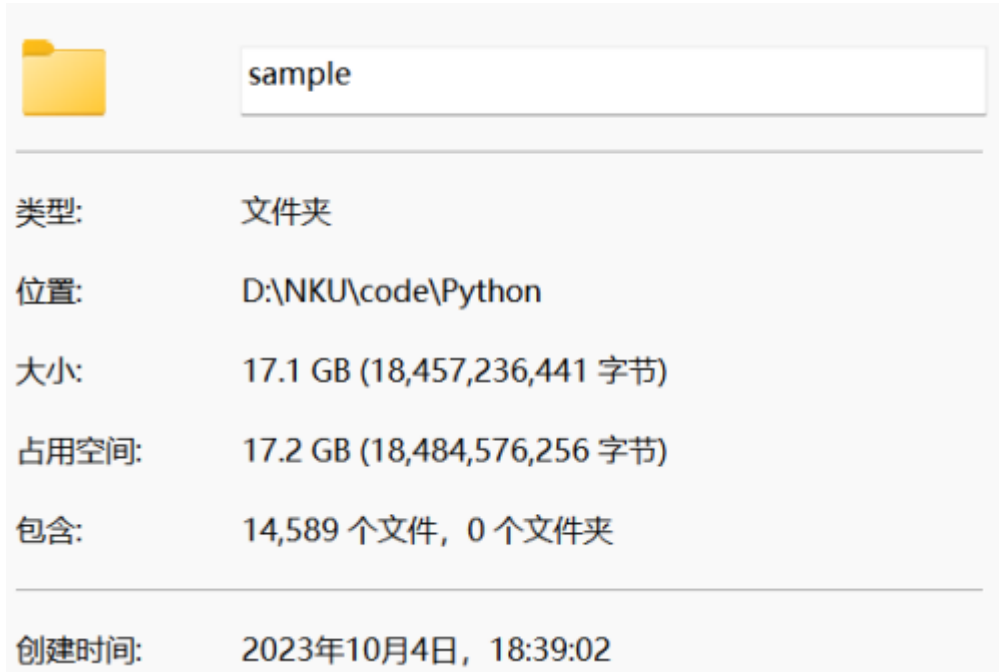 sample
类型: 文件夹
位置: D:\NKU\code\Python
大小: 17.1 GB (18,457,236,441 字节)
占用空间: 17.2 GB (18,484,576,256 字节)
包含: 14,589 个文件，0 个文件夹
创建时间: 2023年10月4日，18:39:02